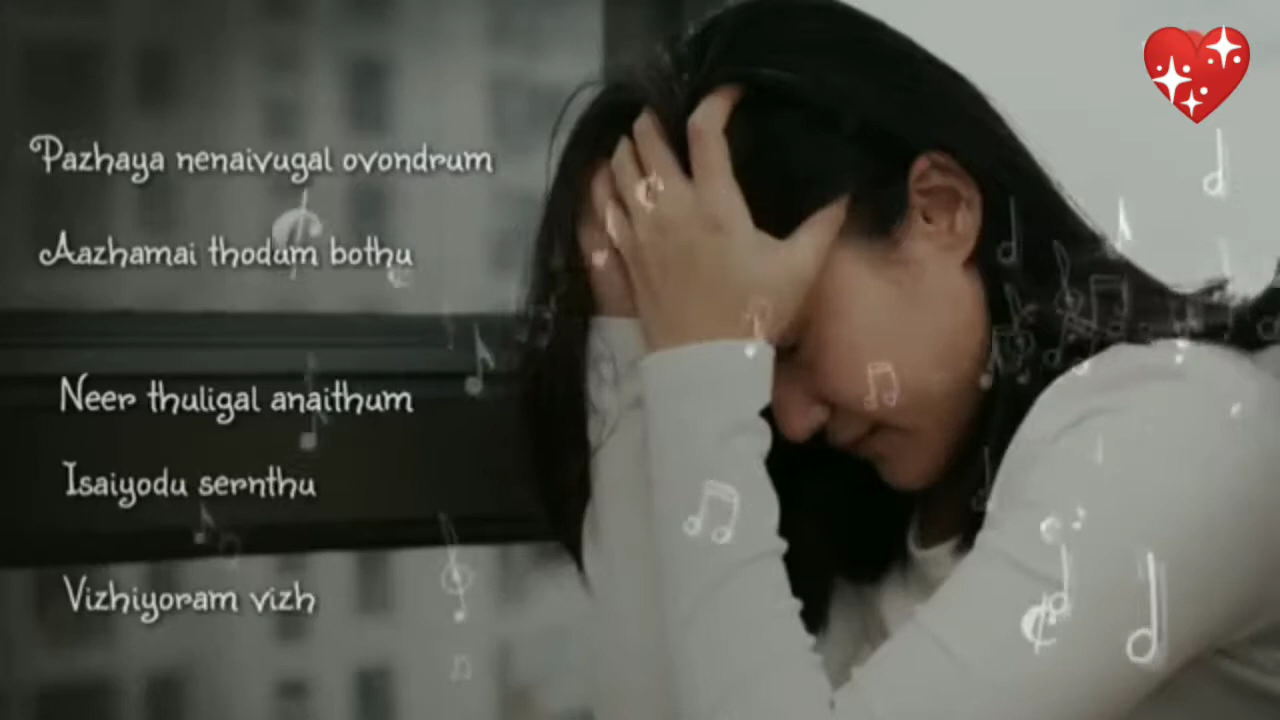 Pazhaya nenaivugal ovondrum
Aazhamai thodum bothu
Neer thuligal anaithum
Isaiyodu sernthu
Vizhiyoram vizh